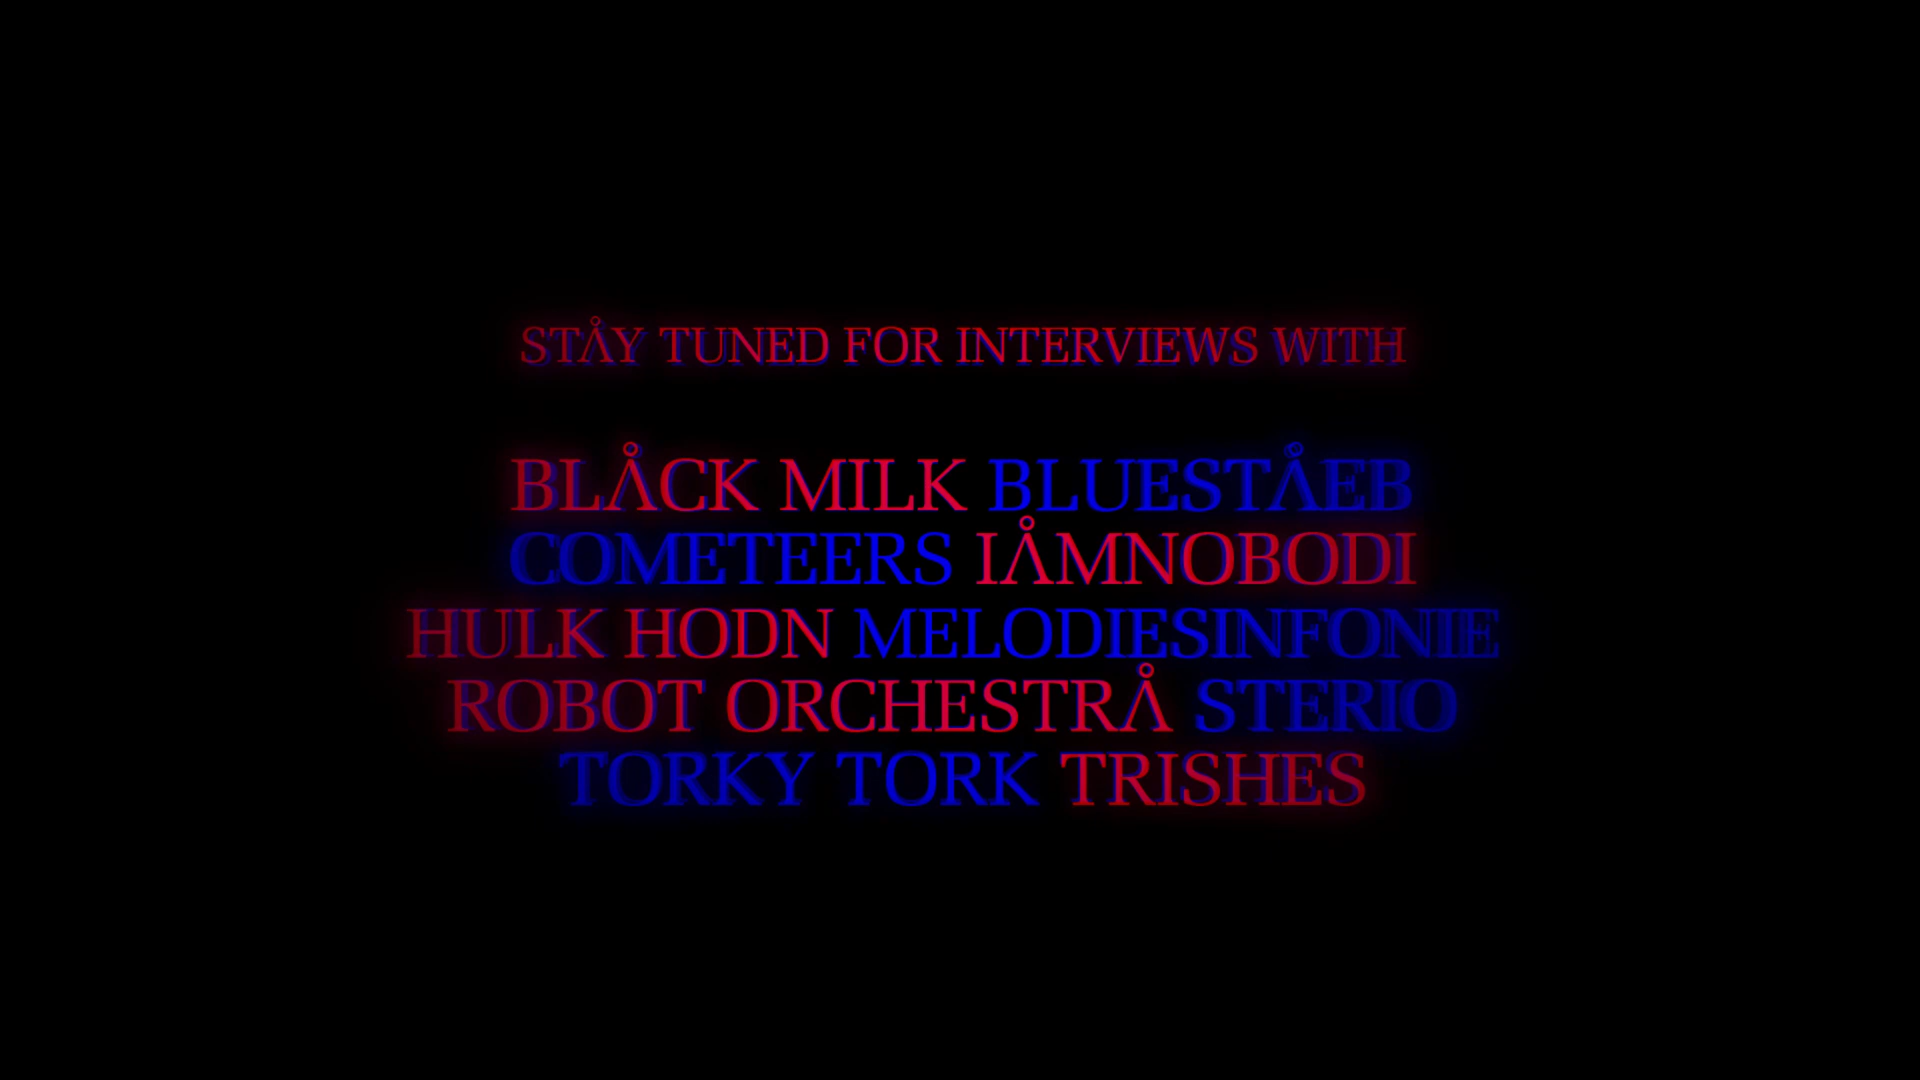 STÅY TUNED FOR INTERVIEWS WITH
BLÅCK MILK BLUESTÅEB
COMETEERS IÅMNOBODI
HULK HODN MELODIESINFONIE
ROBOT ORCHESTRÅ STERIO
TORKY TORK TRISHES